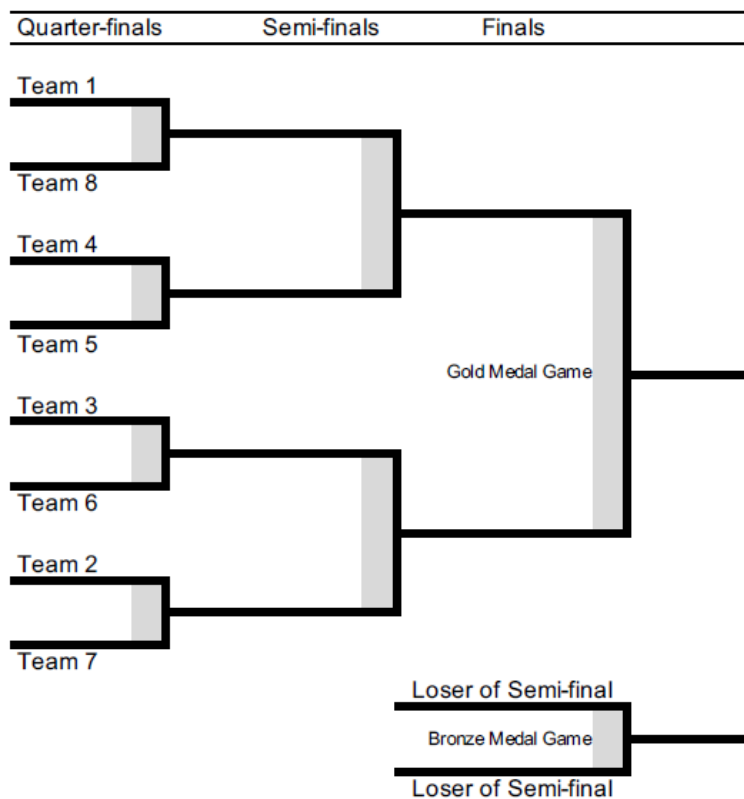 Quarter-finals Semi-finals Finals
Team 1
Team 8
Team 4
Team 5
Gold Medal Game
Team 3
Team 6
Team 2
Team 7
Loser of Semi-final
Bronze Medal Game
Loser of Semi-final